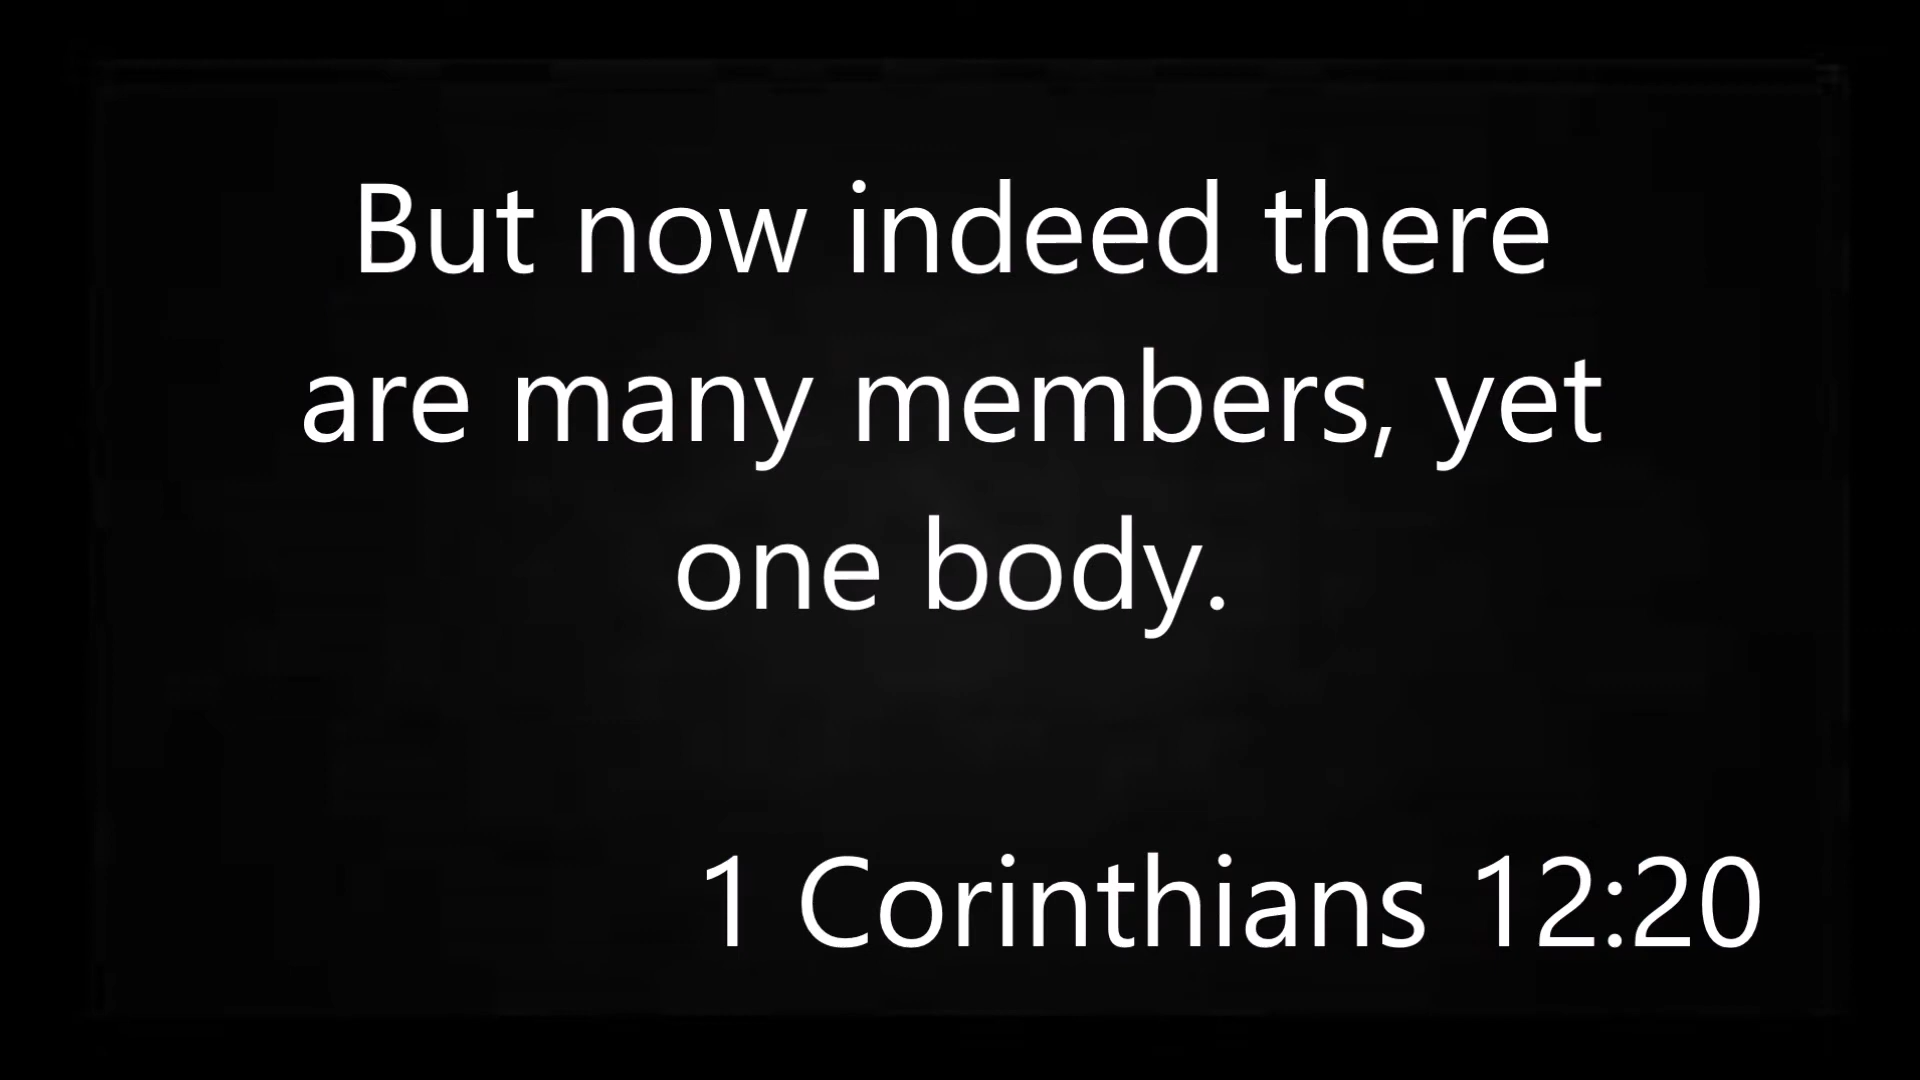 But now indeed there
are many members, yet
one body.
1 Corinthians 12:20